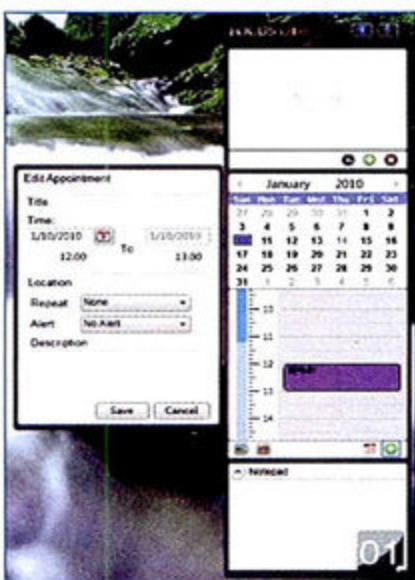 Edit Appointment
Title
Time:
1/10/2010 To 1/10/2010
12:00 13:00
Location
Repeat None
Alert No Alert
Description
Save Cancel
January 2010
Sun Mon Tue Wed Thu Fri Sat
27 28 29 30 31 1 2
3 4 5 6 7 8 9
11 12 13 14 15 16
17 18 19 20 21 22 23
24 25 26 27 28 29 30
31 1 2 3 4 5 6
10
11
12
13
14
Notepad
01